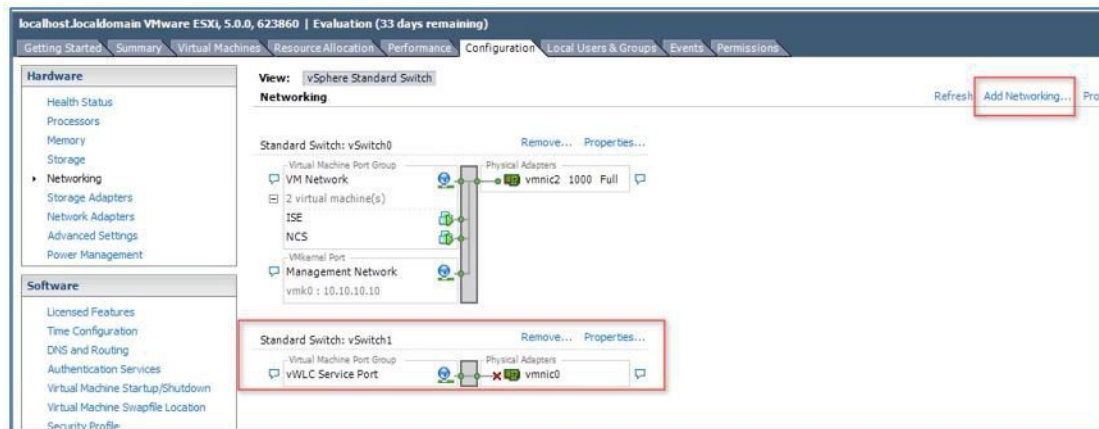 localhost.localdomain VMware ESXi, 5.0.0, 623860 | Evaluation (33 days remaining)
Getting Started Summary Virtual Machines Resource Allocation Performance Configuration Local Users & Groups Events Permissions
Hardware
Health Status
Processors
Memory
Storage
Networking
Storage Adapters
Network Adapters
Advanced Settings
Power Management
Software
Licensed Features
Time Configuration
DNS and Routing
Authentication Services
Virtual Machine Startup/Shutdown
Virtual Machine Swapfile Location
Security Profile
View: vSphere Standard Switch
Networking
Refresh Add Networking... Pro
Standard Switch: vSwitch0 Remove... Properties...
Virtual Machine Port Group Physical Adapters
VM Network vmnic2 1000 Full
2 virtual machine(s)
ISE
NCS
VMkernel Port
Management Network
vmk0 : 10.10.10.10
Standard Switch: vSwitch1 Remove... Properties...
Virtual Machine Port Group Physical Adapters
vWLC Service Port vmnic0